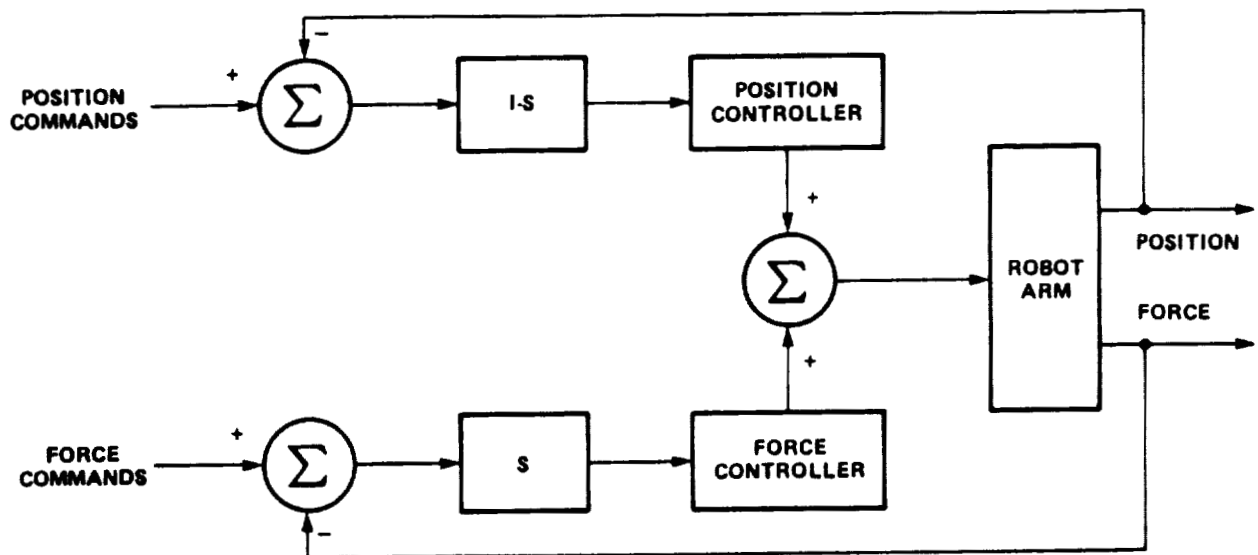 POSITION
COMMANDS
+
−
Σ
I-S
POSITION
CONTROLLER
+
Σ
+
ROBOT
ARM
POSITION
FORCE
FORCE
COMMANDS
+
−
Σ
S
FORCE
CONTROLLER